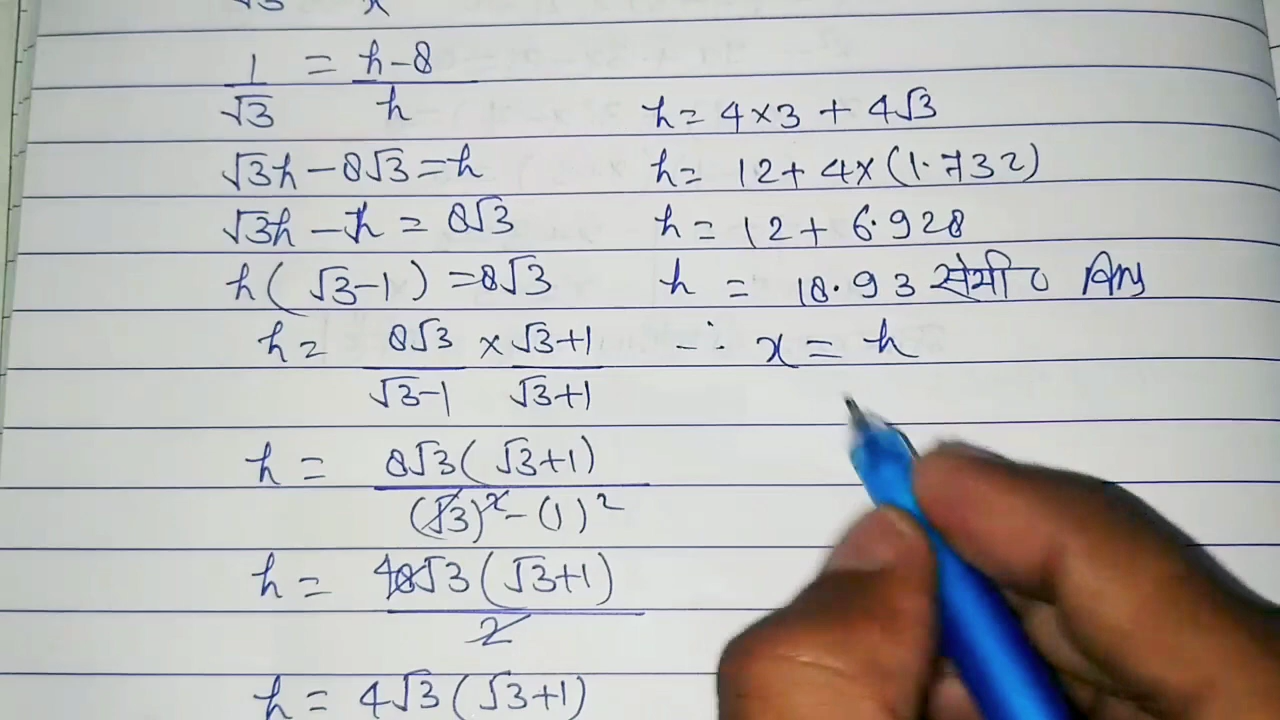 √3 x
1/√3 = h-8/h
√3h - 8√3 = h
√3h - h = 8√3
h(√3-1) = 8√3
h = 8√3/√3-1 × √3+1/√3+1
h = 8√3(√3+1)/(√3)² - (1)²
h = 48√3(√3+1)/2
h = 4√3(√3+1)
h = 4×3 + 4√3
h = 12 + 4×(1.732)
h = 12 + 6.928
h = 18.93 सेमी० Ans
∴ x = h